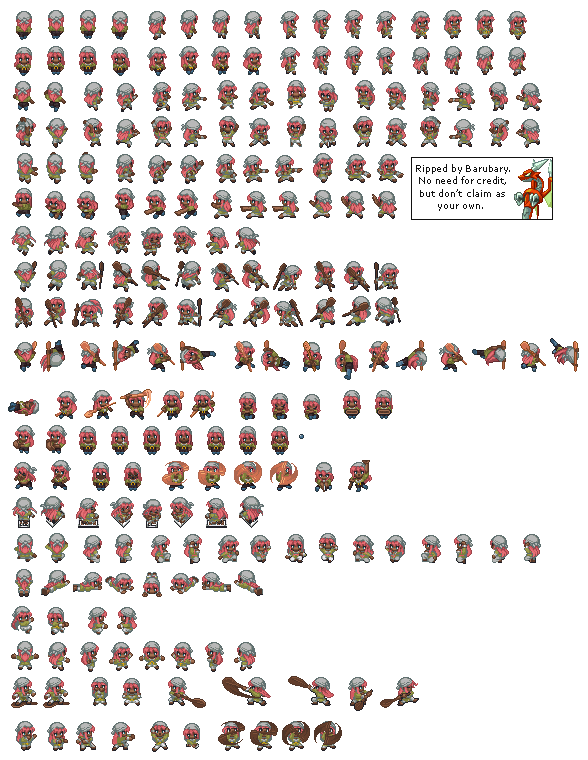 Ripped by Barubary.
No need for credit,
but don't claim as
your own.